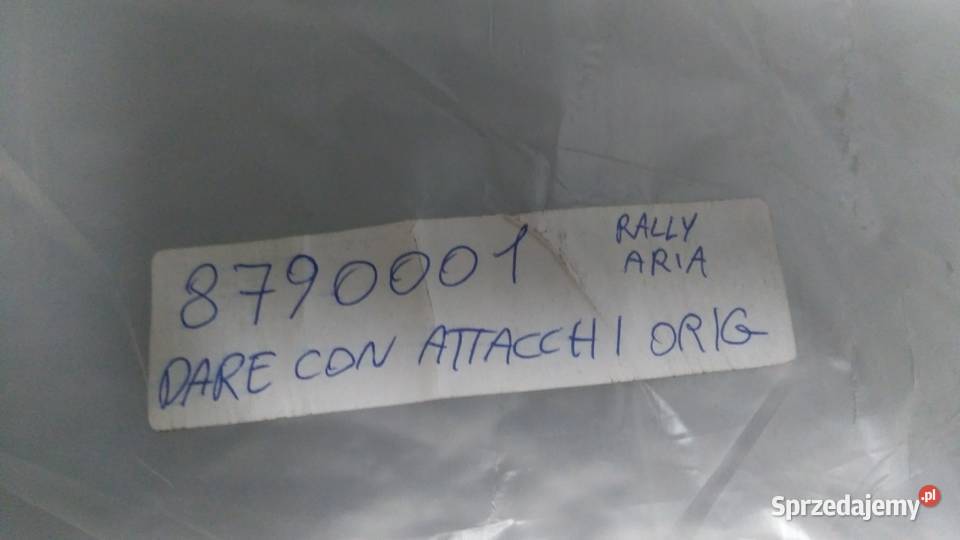 8790001 RALLY
ARIA
DARE CON ATTACCHI ORIG
Sprzedajemy.pl